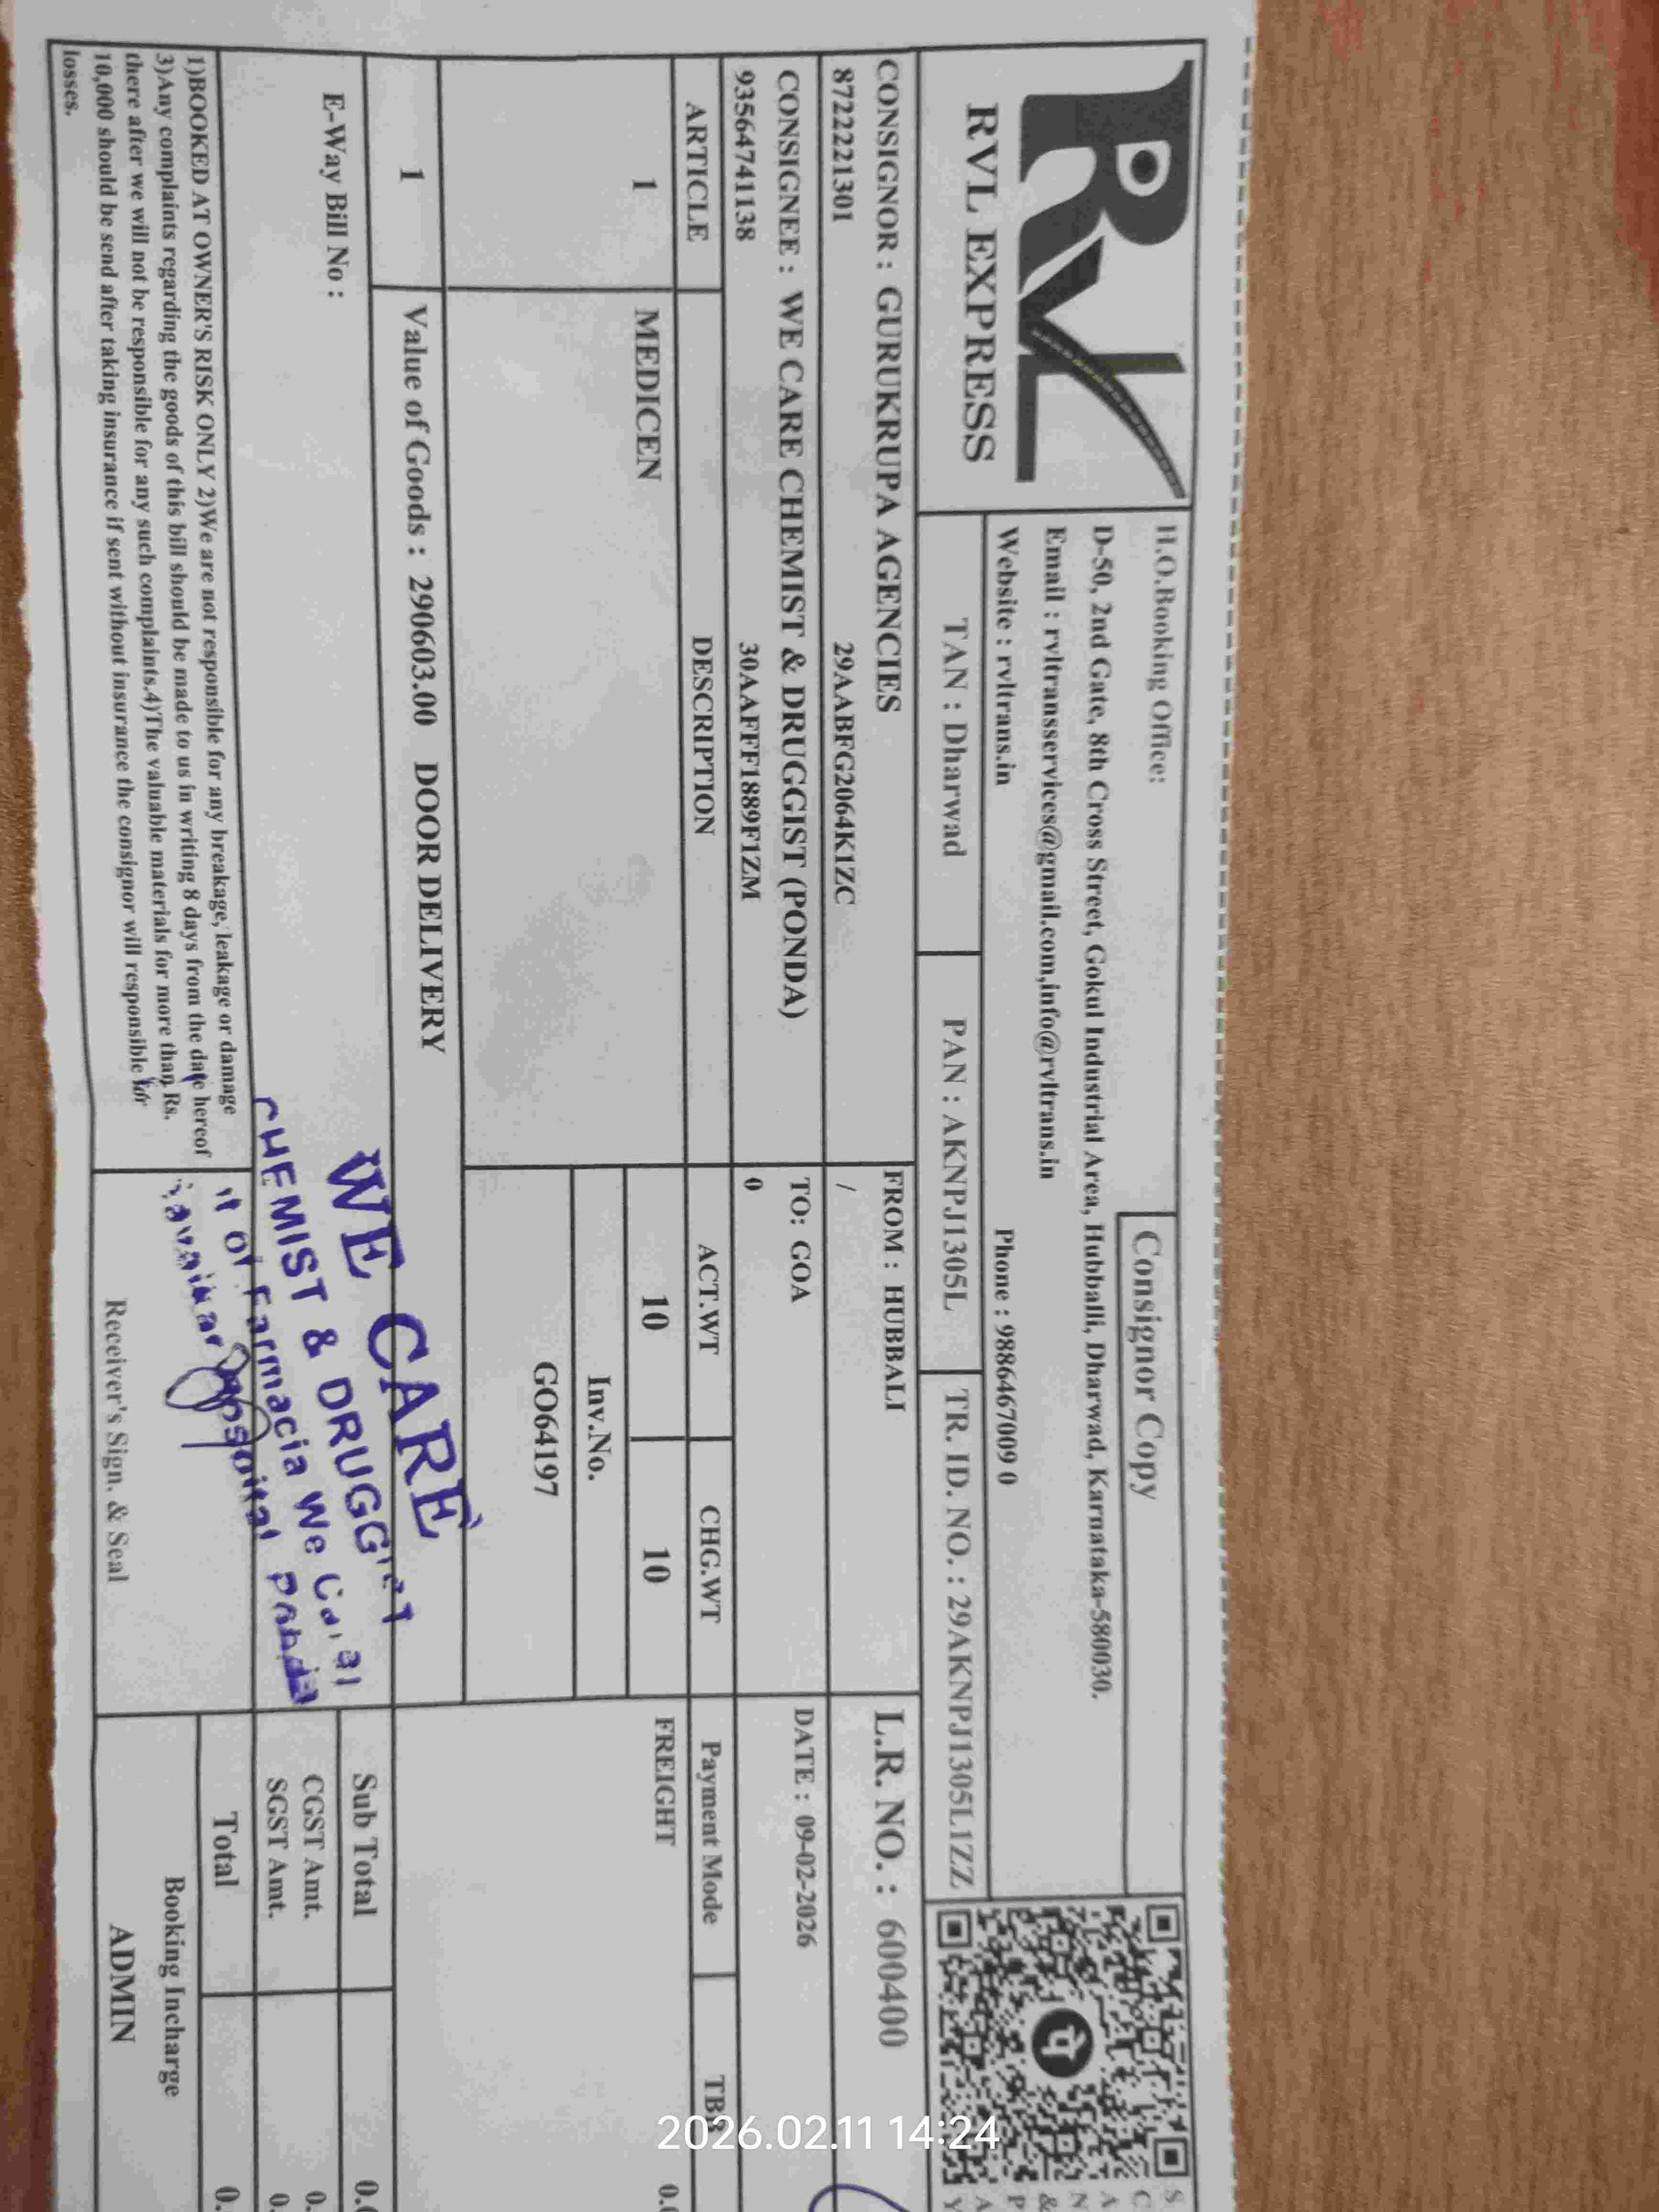 RVL EXPRESS
H.O.Booking Office:
Consignor Copy
D-50, 2nd Gate, 8th Cross Street, Gokul Industrial Area, Hubballi, Dharwad, Karnataka-580030.
Email : rvltransservices@gmail.com,info@rvltrans.in
Website : rvltrans.in Phone : 9886467009 0
TAN : Dharwad PAN : AKNPJ1305L TR. ID. NO. : 29AKNPJ1305L1ZZ
S
C
A
N
&
P
A
Y
CONSIGNOR : GURUKRUPA AGENCIES FROM : HUBBALI L.R. NO. : 600400
8722221301 29AABFG2064K1ZC /
CONSIGNEE : WE CARE CHEMIST & DRUGGIST (PONDA) TO: GOA DATE : 09-02-2026
93564741138 30AAFFF1889F1ZM 0
ARTICLE DESCRIPTION ACT.WT CHG.WT Payment Mode
1 MEDICEN 10 10 FREIGHT
Inv.No.
GO64197
1 Value of Goods : 290603.00 DOOR DELIVERY
Sub Total
E-Way Bill No :
CGST Amt.
SGST Amt.
Total
1)BOOKED AT OWNER'S RISK ONLY 2)We are not responsible for any breakage, leakage or damage
3)Any complaints regarding the goods of this bill should be made to us in writing 8 days from the date hereof
there after we will not be responsible for any such complaints.4)The valuable materials for more than Rs.
10,000 should be send after taking insurance if sent without insurance the consignor will responsible for
losses.
WE CARE
CHEMIST & DRUGGIST
of Farmacia We
Hospital Ponda
Receiver's Sign. & Seal
Booking Incharge
ADMIN
2026.02.11 14:24